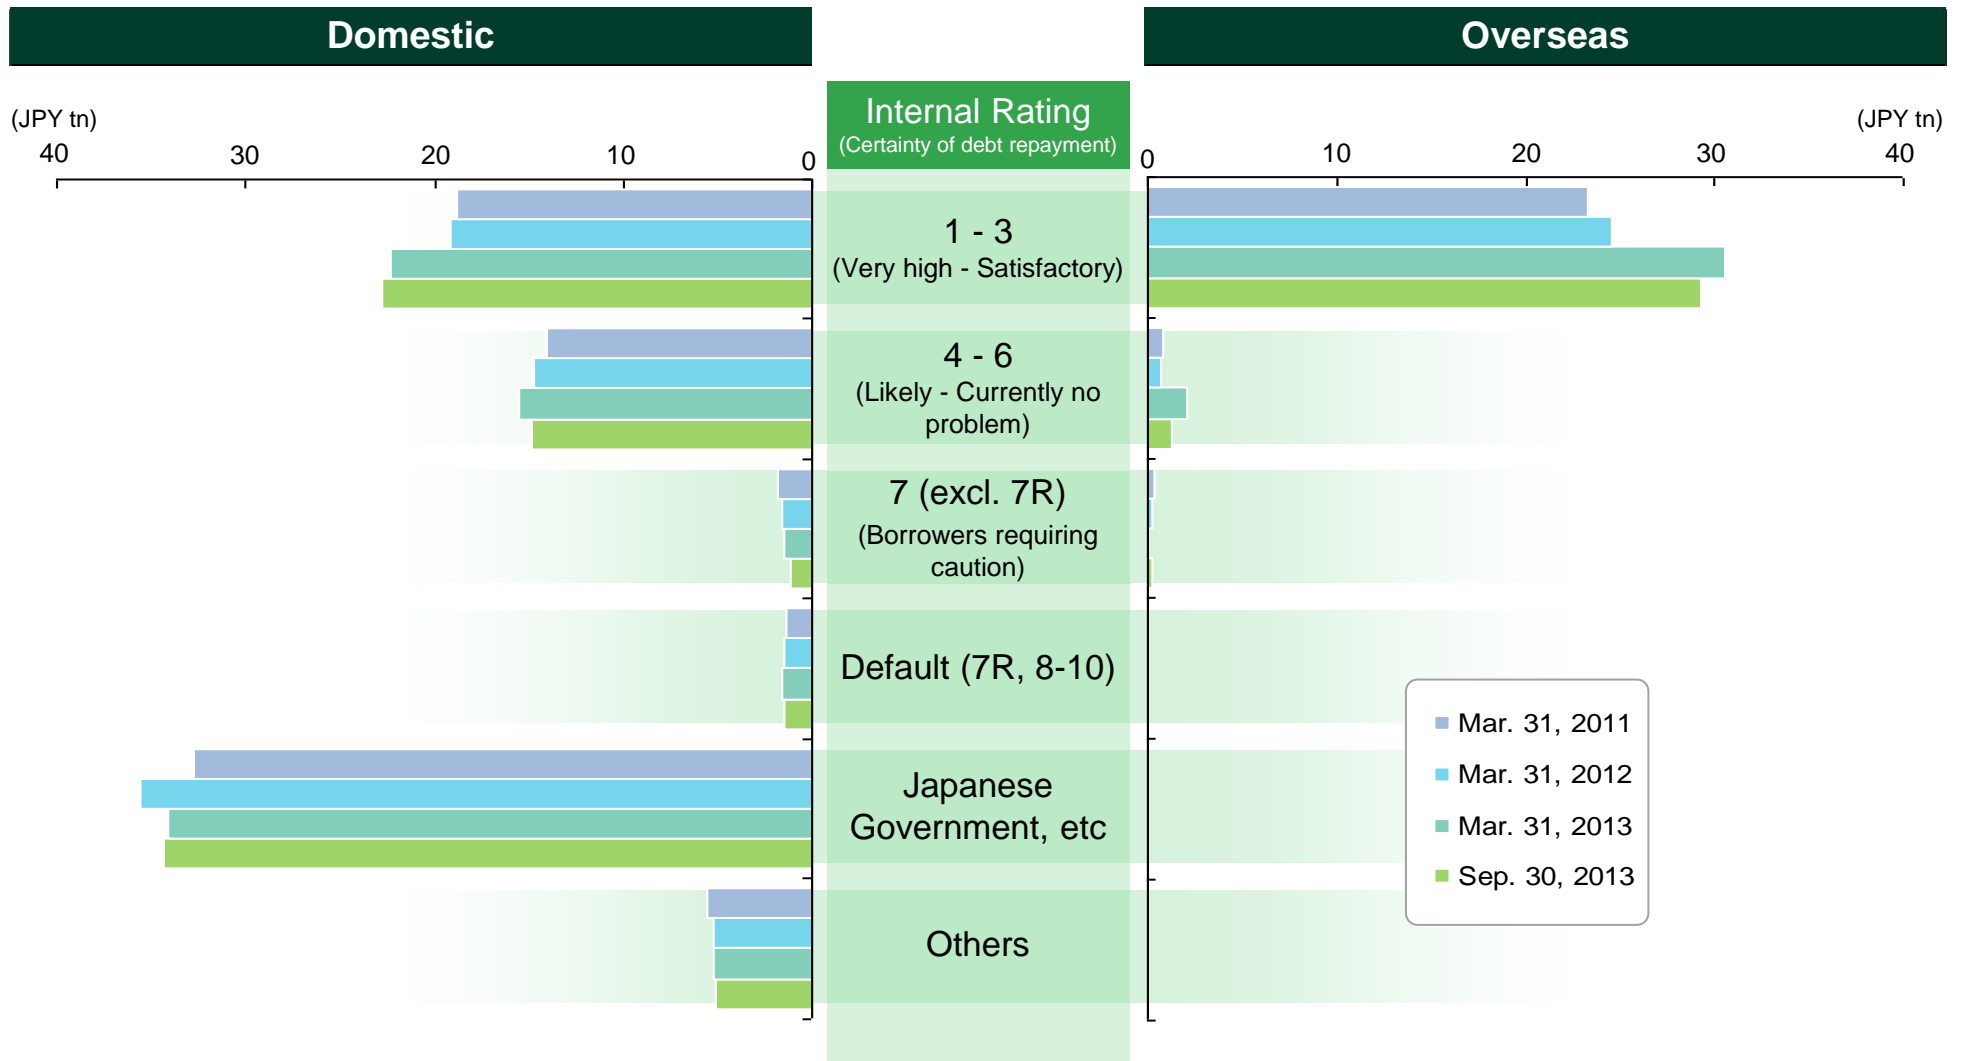 Domestic
Overseas
Internal Rating
(Certainty of debt repayment)
(JPY tn)
(JPY tn)
40
30
20
10
0
0
10
20
30
40
1 - 3
(Very high - Satisfactory)
4 - 6
(Likely - Currently no
problem)
7 (excl. 7R)
(Borrowers requiring
caution)
Default (7R, 8-10)
Japanese
Government, etc
Others
Mar. 31, 2011
Mar. 31, 2012
Mar. 31, 2013
Sep. 30, 2013